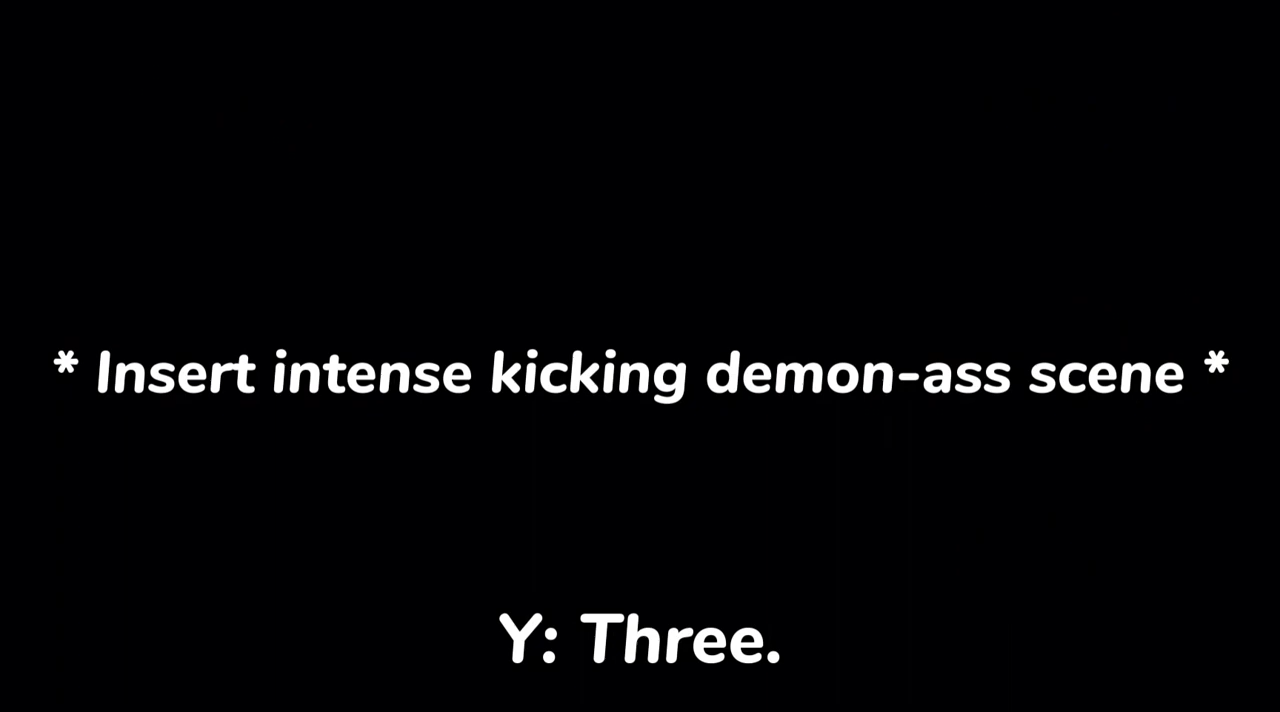 * Insert intense kicking demon-ass scene *
Y: Three.